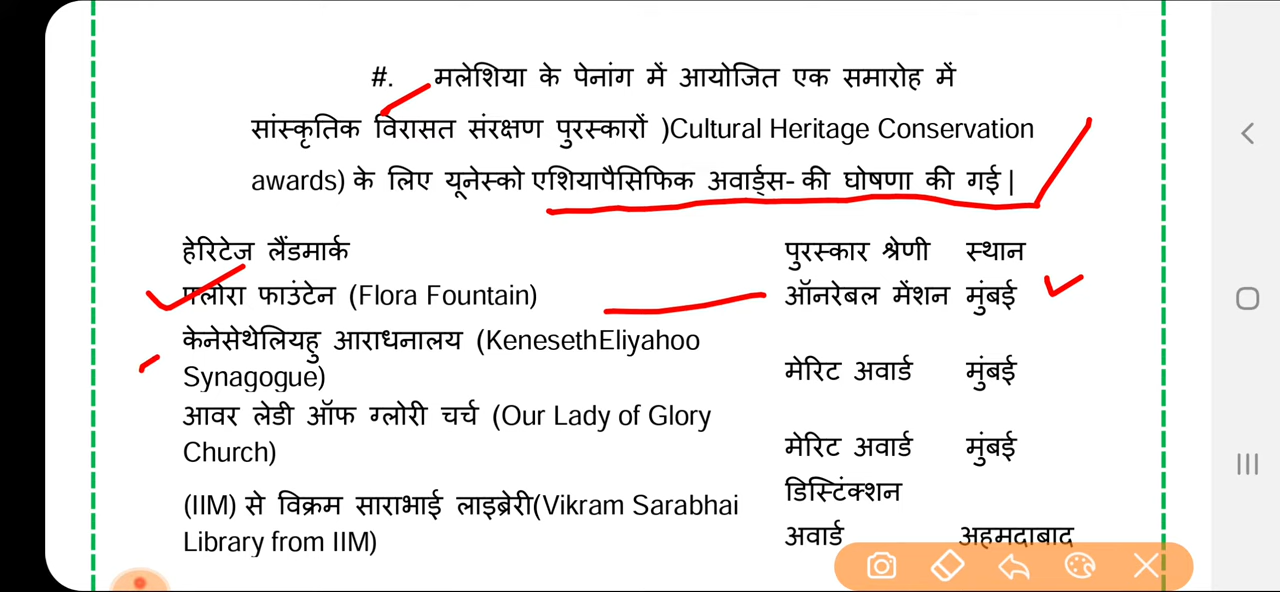 #. मलेशिया के पेनांग में आयोजित एक समारोह में
सांस्कृतिक विरासत संरक्षण पुरस्कारों )Cultural Heritage Conservation
awards) के लिए यूनेस्को एशियापैसिफिक अवार्ड्स- की घोषणा की गई |
हेरिटेज लैंडमार्क पुरस्कार श्रेणी स्थान
फ्लोरा फाउंटेन (Flora Fountain) ऑनरेबल मेंशन मुंबई
केनेसेथेलियहु आराधनालय (KenesethEliyahoo
Synagogue) मेरिट अवार्ड मुंबई
आवर लेडी ऑफ ग्लोरी चर्च (Our Lady of Glory
Church) मेरिट अवार्ड मुंबई
(IIM) से विक्रम साराभाई लाइब्रेरी(Vikram Sarabhai डिस्टिंक्शन
Library from IIM) अवार्ड अहमदाबाद